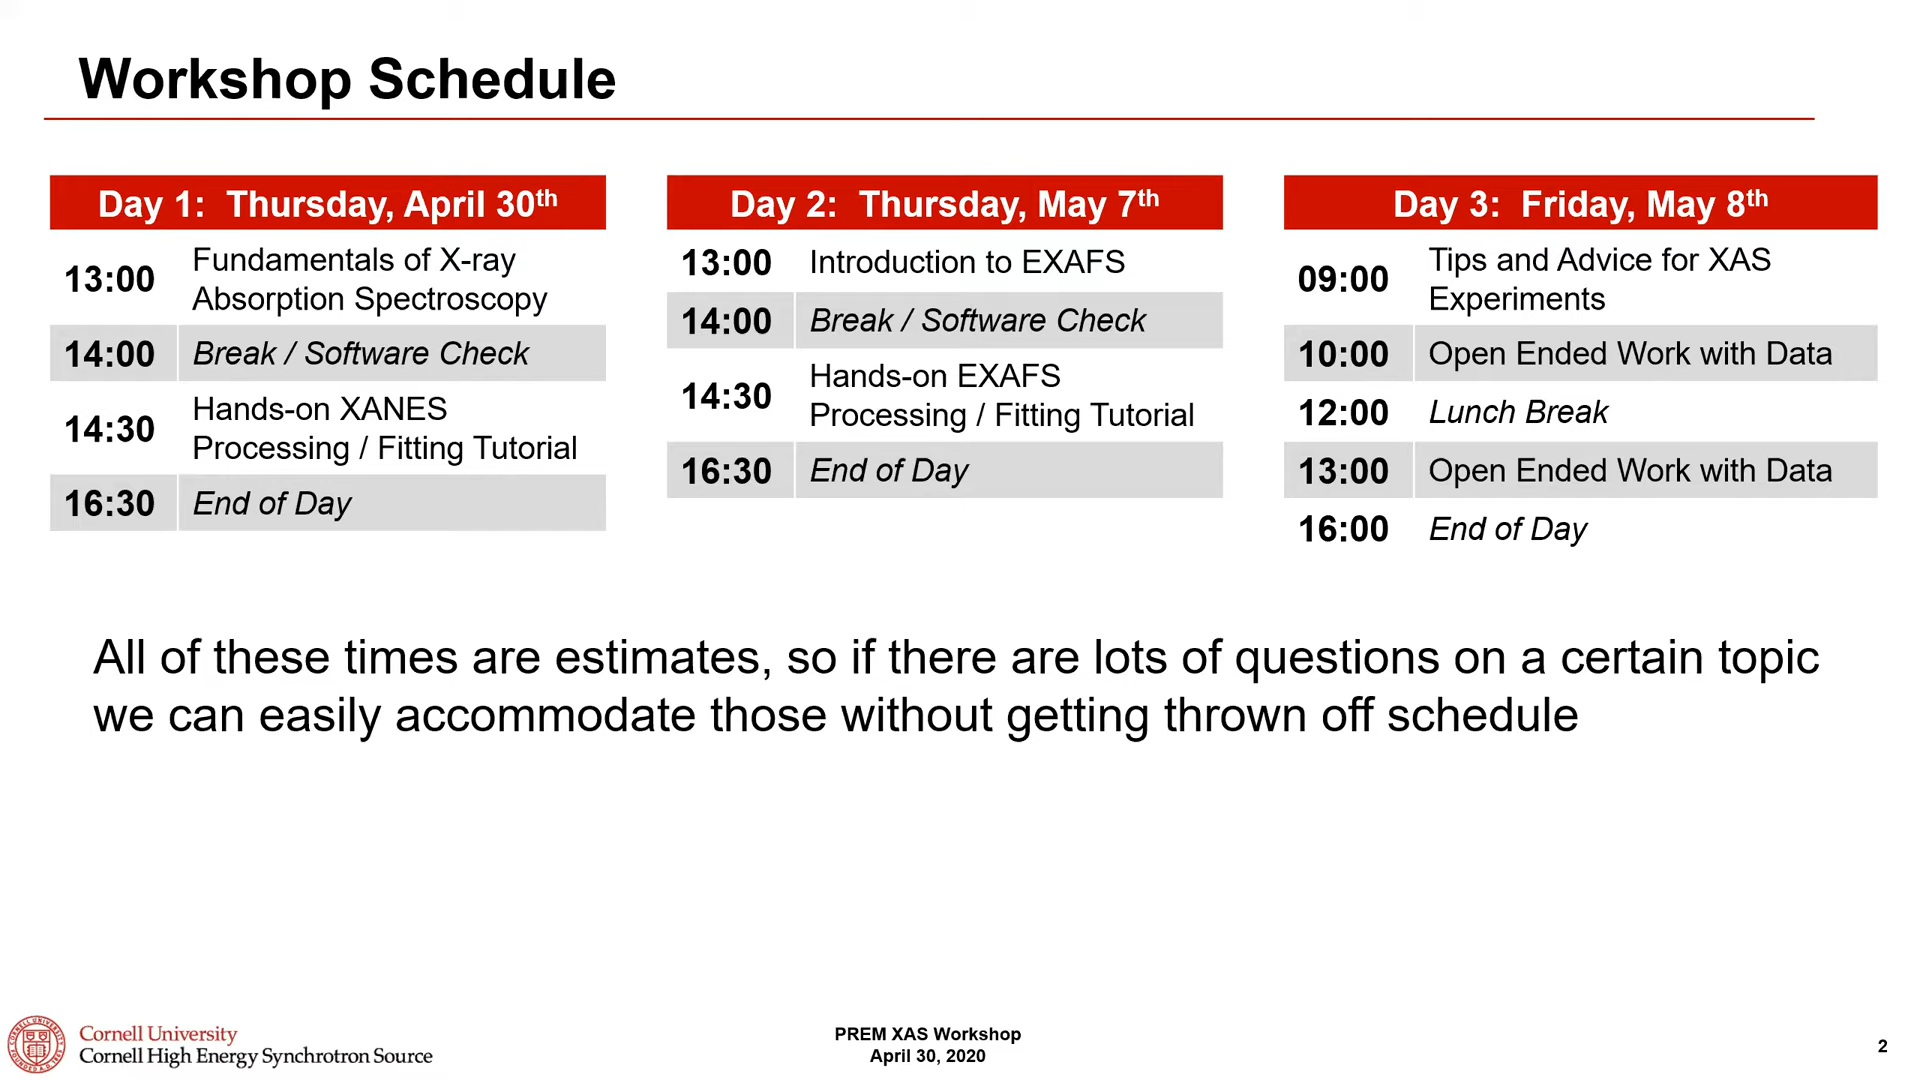 Workshop Schedule
Day 1:  Thursday, April 30th
13:00 Fundamentals of X-ray
Absorption Spectroscopy
14:00 Break / Software Check
14:30 Hands-on XANES
Processing / Fitting Tutorial
16:30 End of Day
Day 2:  Thursday, May 7th
13:00 Introduction to EXAFS
14:00 Break / Software Check
14:30 Hands-on EXAFS
Processing / Fitting Tutorial
16:30 End of Day
Day 3:  Friday, May 8th
09:00 Tips and Advice for XAS
Experiments
10:00 Open Ended Work with Data
12:00 Lunch Break
13:00 Open Ended Work with Data
16:00 End of Day
All of these times are estimates, so if there are lots of questions on a certain topic
we can easily accommodate those without getting thrown off schedule
Cornell University
Cornell High Energy Synchrotron Source
PREM XAS Workshop
April 30, 2020
2